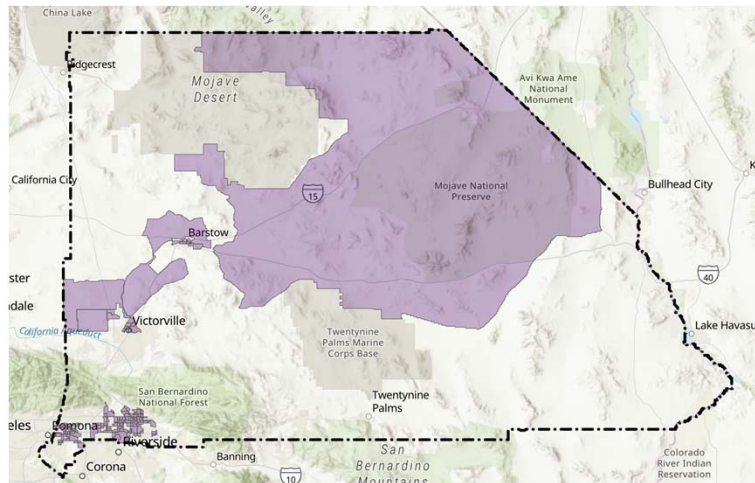 China Lake
Valley
Ridgecrest
Mojave
Desert
Avi Kwa Ame
National
Monument
California City
15
Mojave National
Preserve
Bullhead City
Barstow
40
ster
ndale
Victorville
California Aqueduct
Twentynine
Palms Marine
Corps Base
Lake Havasu
San Bernardino
National Forest
Twentynine
Palms
eles
Pomona
Riverside
San
Bernardino
Mountains
Corona
Banning
10
Colorado
River Indian
Reservation